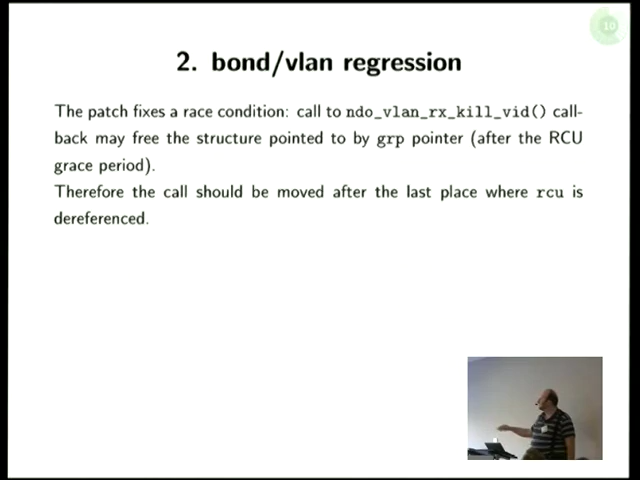 10
2. bond/vlan regression
The patch fixes a race condition: call to ndo_vlan_rx_kill_vid() call-
back may free the structure pointed to by grp pointer (after the RCU
grace period).
Therefore the call should be moved after the last place where rcu is
dereferenced.